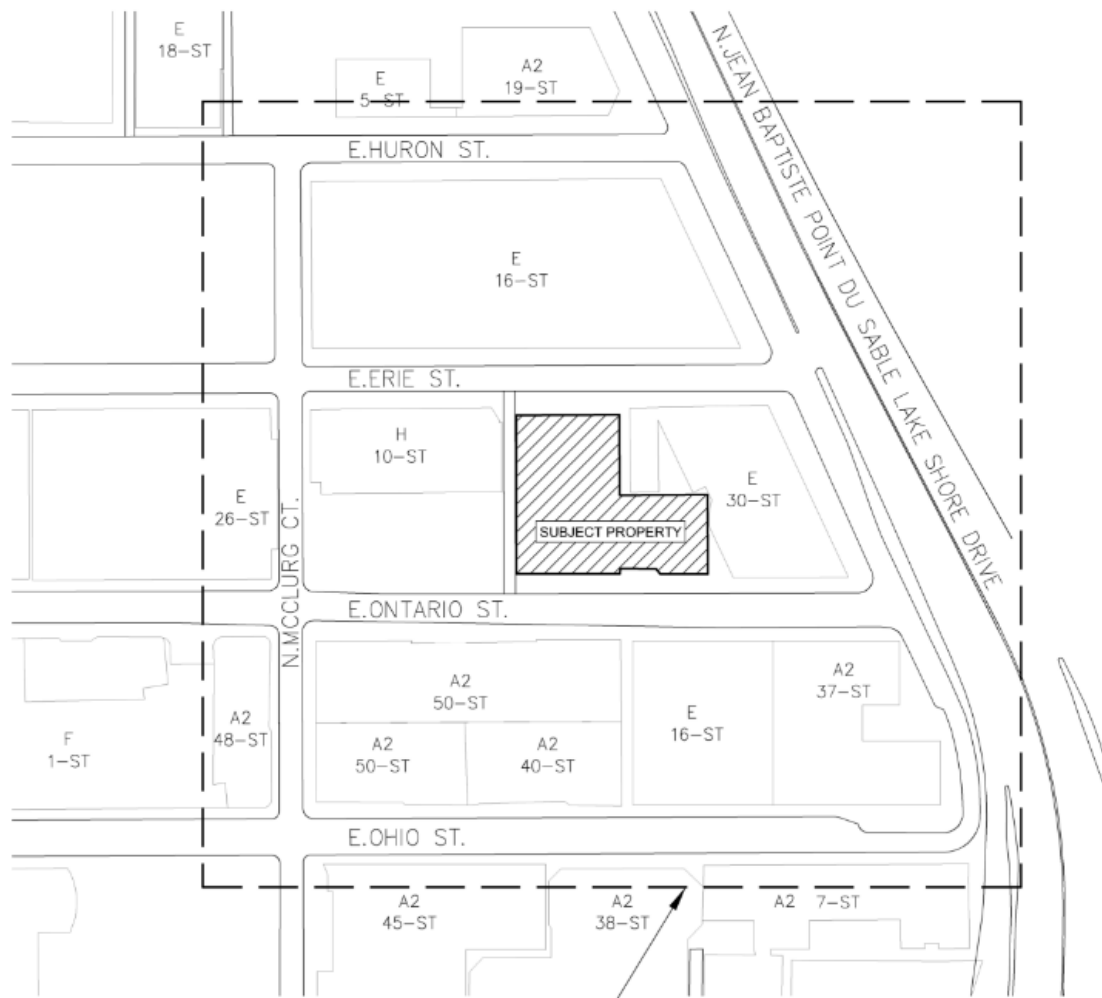 E
18-ST
E
5-ST
A2
19-ST
N.JEAN BAPTISTE POINT DU SABLE LAKE SHORE DRIVE
E.HURON ST.
E
16-ST
E.ERIE ST.
H
10-ST
E
26-ST
N.MCCLURG CT.
SUBJECT PROPERTY
E
30-ST
E.ONTARIO ST.
F
1-ST
A2
48-ST
A2
50-ST
A2
50-ST
A2
40-ST
E
16-ST
A2
37-ST
E.OHIO ST.
A2
45-ST
A2
38-ST
A2 7-ST